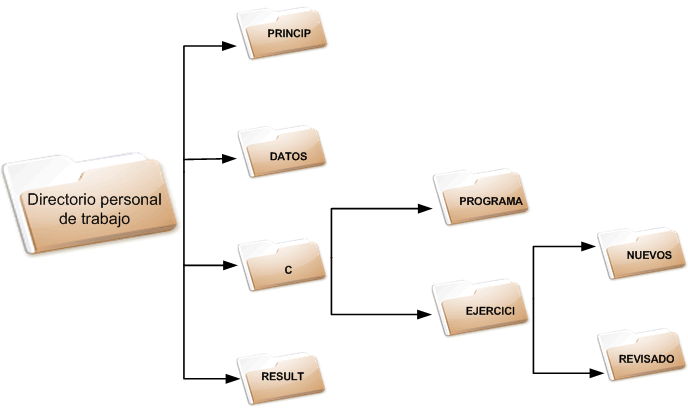 PRINCIP
DATOS
Directorio personal
de trabajo
PROGRAMA
C
NUEVOS
EJERCICI
REVISADO
RESULT